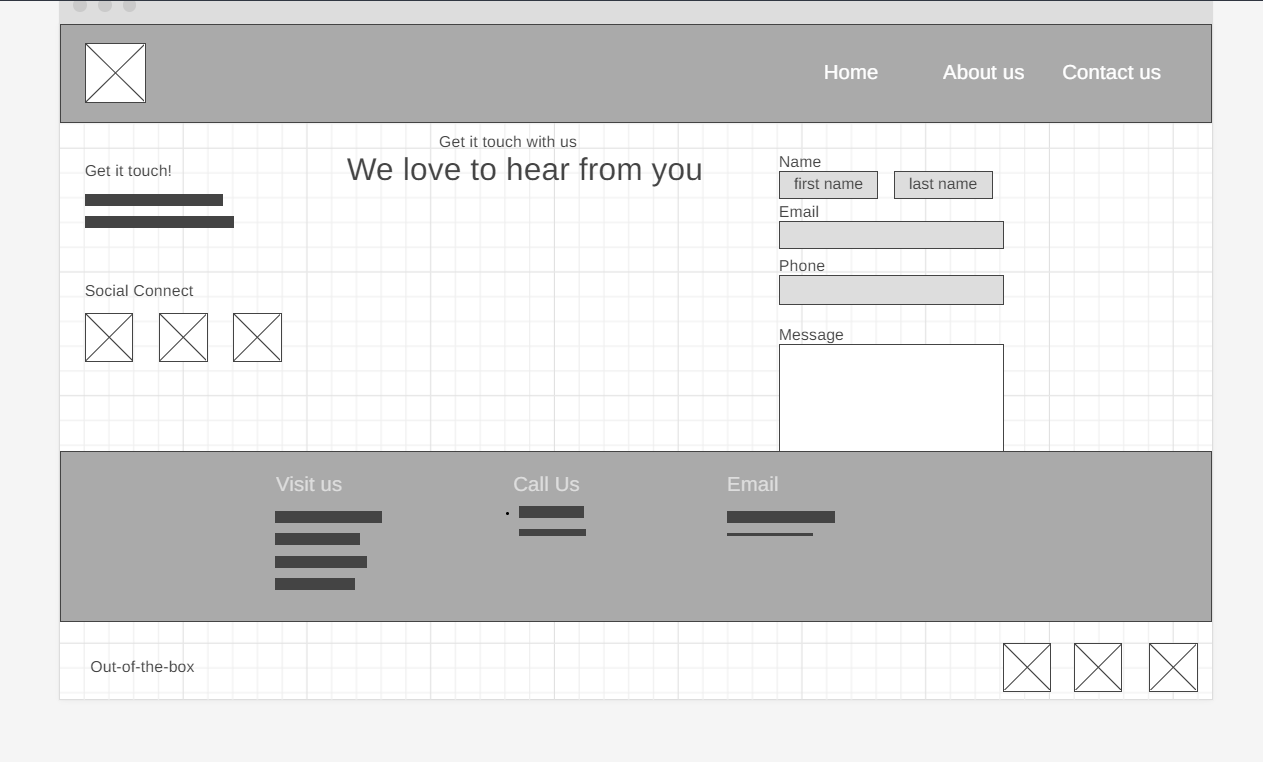 Home About us Contact us
Get it touch with us
We love to hear from you
Get it touch!
Name
first name last name
Email
Phone
Social Connect
Message
Visit us Call Us Email
Out-of-the-box